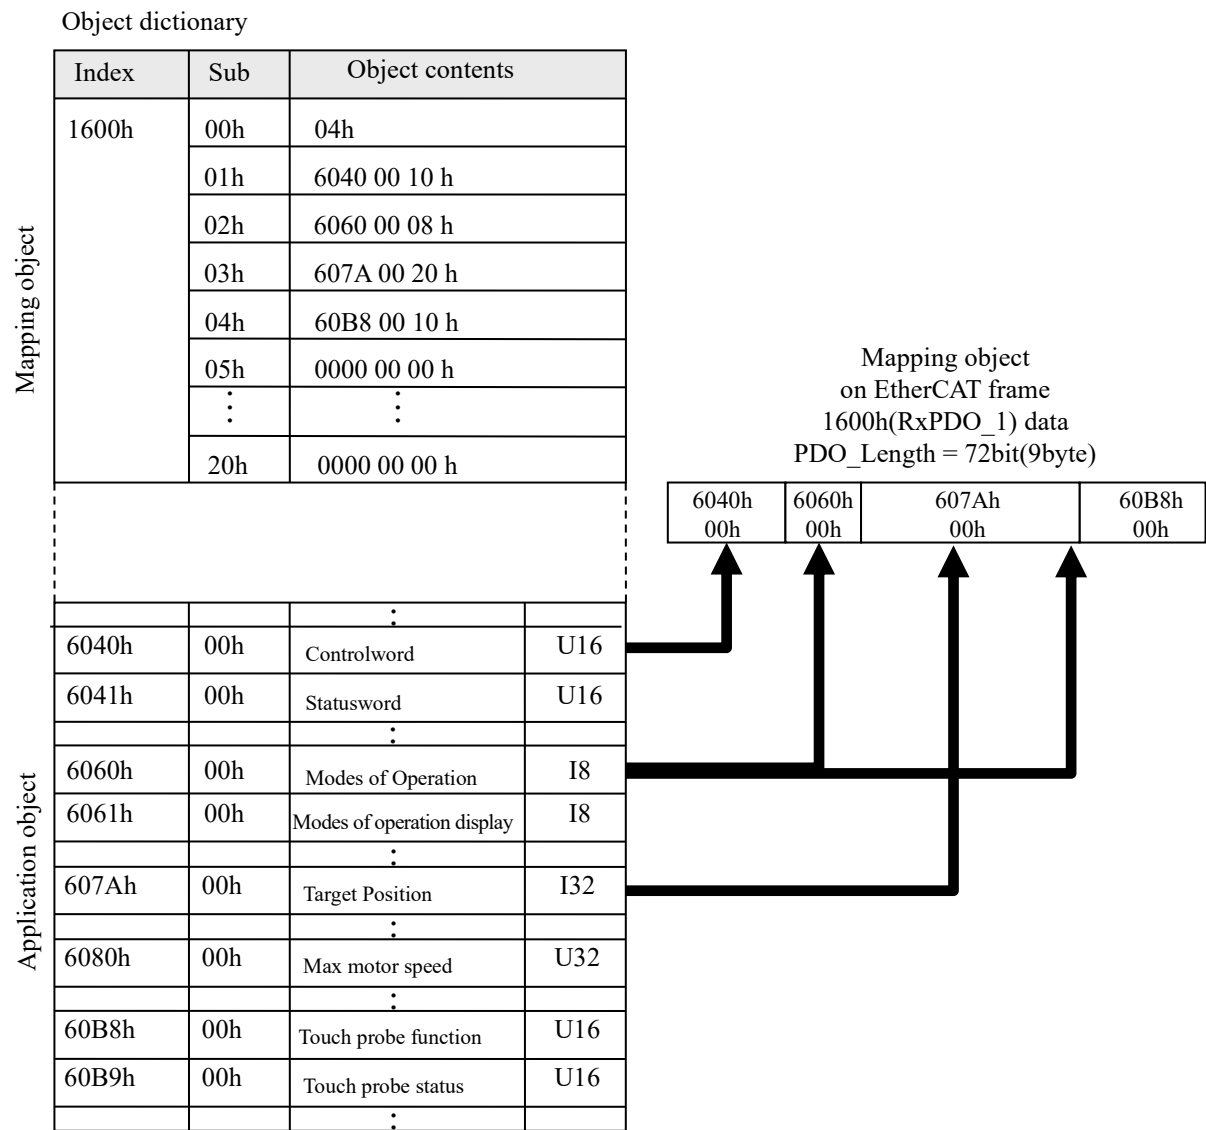 Object dictionary
Index Sub Object contents
Mapping object
1600h 00h 04h
01h 6040 00 10 h
02h 6060 00 08 h
03h 607A 00 20 h
04h 60B8 00 10 h
05h 0000 00 00 h
: :
20h 0000 00 00 h
Mapping object
on EtherCAT frame
1600h(RxPDO_1) data
PDO_Length = 72bit(9byte)
6040h 6060h 607Ah 60B8h
00h 00h 00h 00h
Application object
:
6040h 00h Controlword U16
6041h 00h Statusword U16
:
6060h 00h Modes of Operation I8
6061h 00h Modes of operation display I8
:
607Ah 00h Target Position I32
:
6080h 00h Max motor speed U32
:
60B8h 00h Touch probe function U16
60B9h 00h Touch probe status U16
: